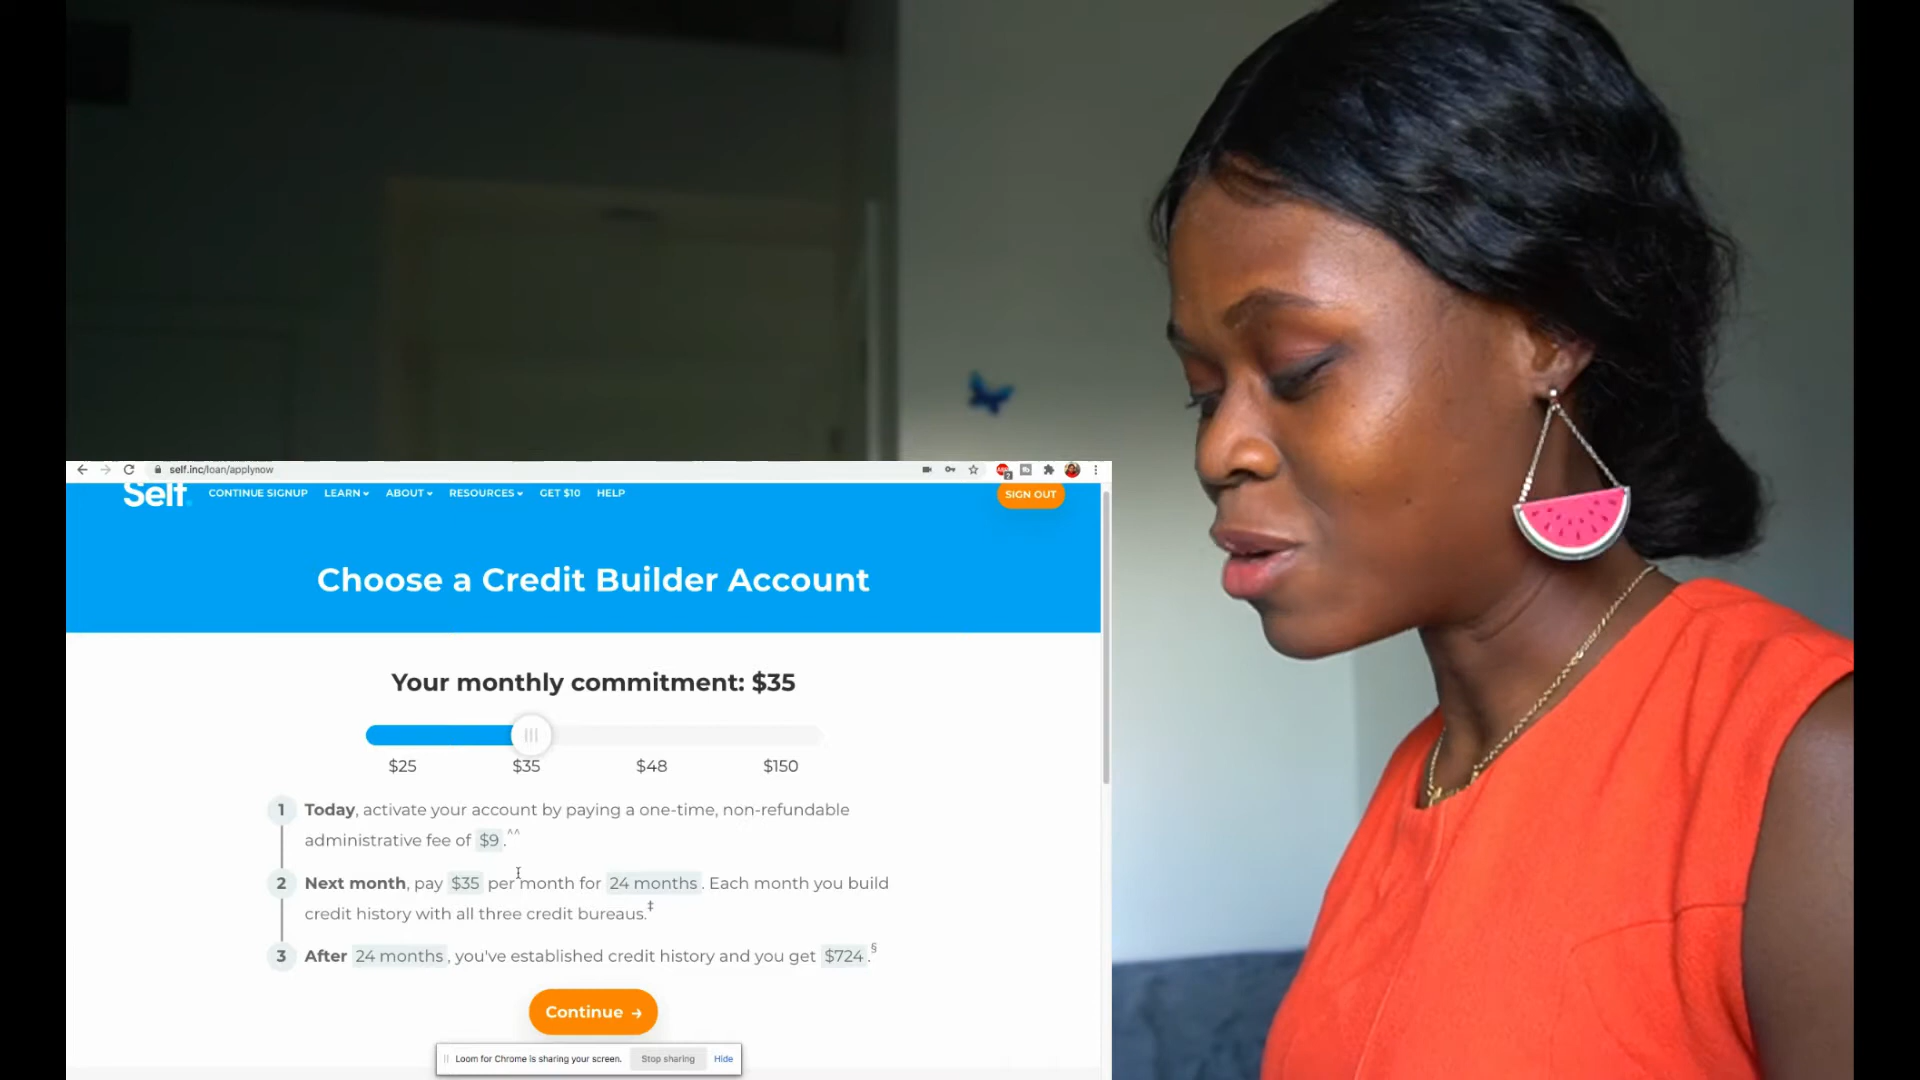 self.inc/loan/applynow
Self.
CONTINUE SIGNUP LEARN ABOUT RESOURCES GET $10 HELP
SIGN OUT
Choose a Credit Builder Account
Your monthly commitment: $35
$25 $35 $48 $150
1 Today, activate your account by paying a one-time, non-refundable
administrative fee of $9.^^
2 Next month, pay $35 per month for 24 months. Each month you build
credit history with all three credit bureaus.‡
3 After 24 months, you've established credit history and you get $724.§
Continue →
Loom for Chrome is sharing your screen. Stop sharing Hide